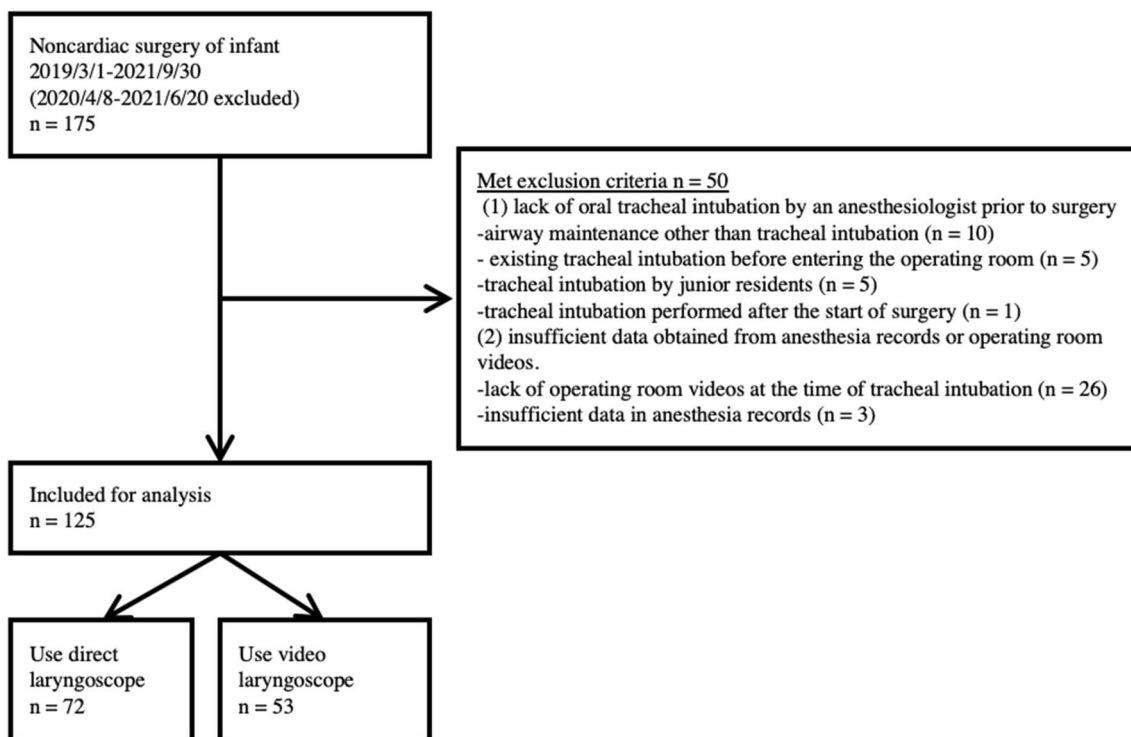 Noncardiac surgery of infant
2019/3/1-2021/9/30
(2020/4/8-2021/6/20 excluded)
n = 175
Met exclusion criteria n = 50
(1) lack of oral tracheal intubation by an anesthesiologist prior to surgery
-airway maintenance other than tracheal intubation (n = 10)
- existing tracheal intubation before entering the operating room (n = 5)
-tracheal intubation by junior residents (n = 5)
-tracheal intubation performed after the start of surgery (n = 1)
(2) insufficient data obtained from anesthesia records or operating room
videos.
-lack of operating room videos at the time of tracheal intubation (n = 26)
-insufficient data in anesthesia records (n = 3)
Included for analysis
n = 125
Use direct
laryngoscope
n = 72
Use video
laryngoscope
n = 53